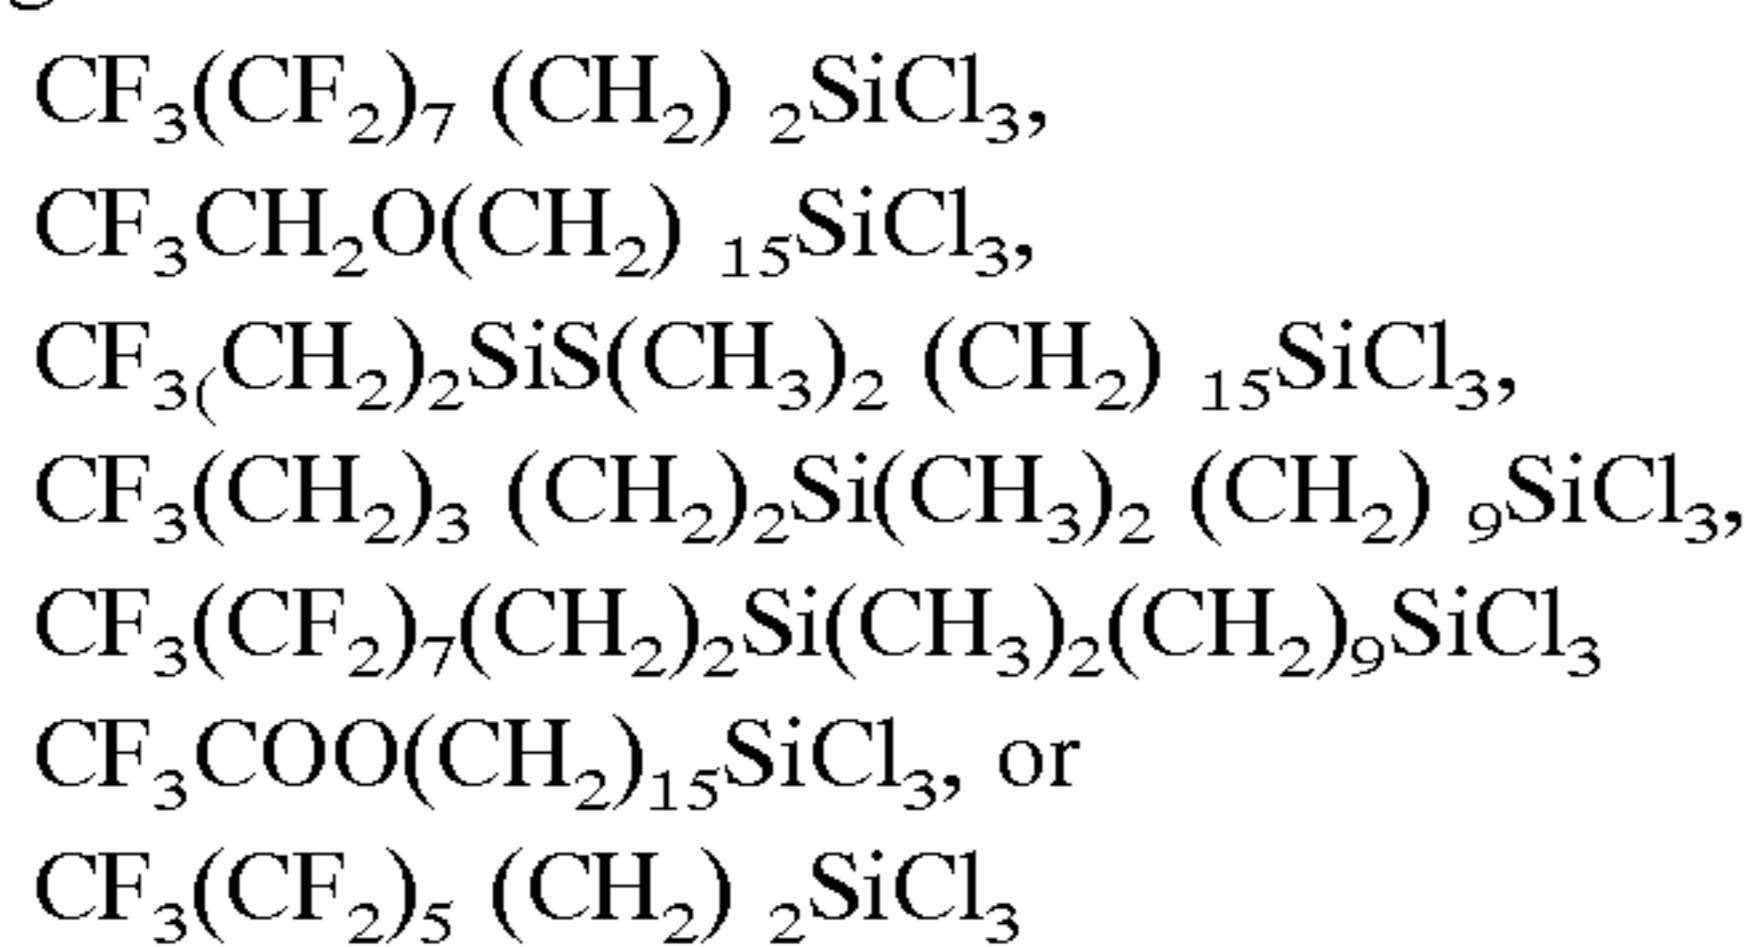 CF₃(CF₂)₇ (CH₂) ₂SiCl₃,
CF₃CH₂O(CH₂) ₁₅SiCl₃,
CF₃₍CH₂)₂SiS(CH₃)₂ (CH₂) ₁₅SiCl₃,
CF₃(CH₂)₃ (CH₂)₂Si(CH₃)₂ (CH₂) ₉SiCl₃,
CF₃(CF₂)₇(CH₂)₂Si(CH₃)₂(CH₂)₉SiCl₃
CF₃COO(CH₂)₁₅SiCl₃, or
CF₃(CF₂)₅ (CH₂) ₂SiCl₃